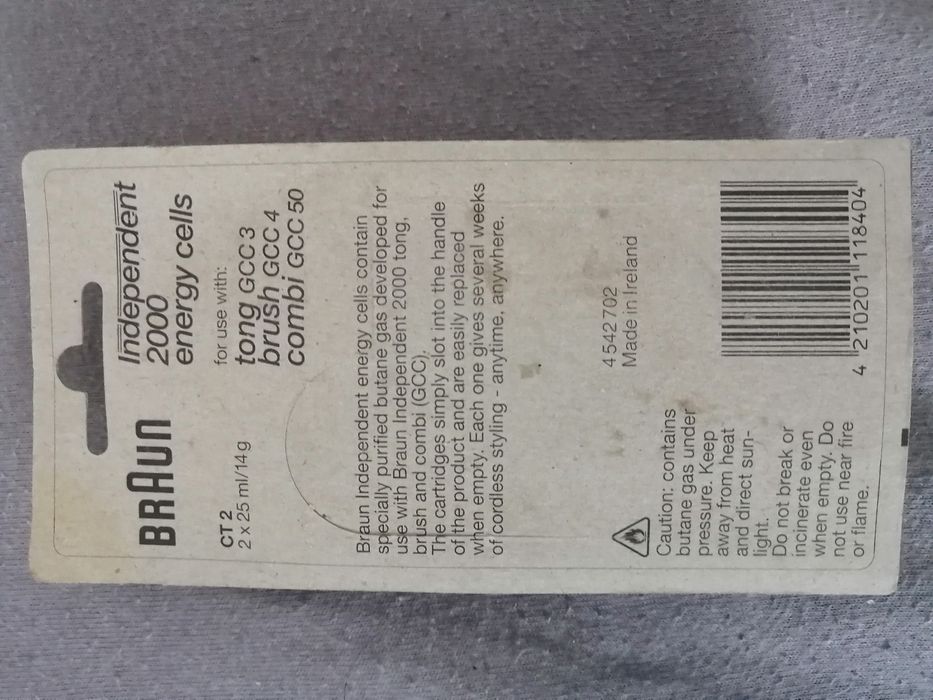 BRAUN
Independent
2000
energy cells
CT 2
2 x 25 ml/14 g
for use with:
tong GCC 3
brush GCC 4
combi GCC 50
Braun Independent energy cells contain
specially purified butane gas developed for
use with Braun Independent 2000 tong,
brush and combi (GCC).
The cartridges simply slot into the handle
of the product and are easily replaced
when empty. Each one gives several weeks
of cordless styling - anytime, anywhere.
4 542 702
Made in Ireland
Caution: contains
butane gas under
pressure. Keep
away from heat
and direct sun-
light.
Do not break or
incinerate even
when empty. Do
not use near fire
or flame.
4 210201 118404